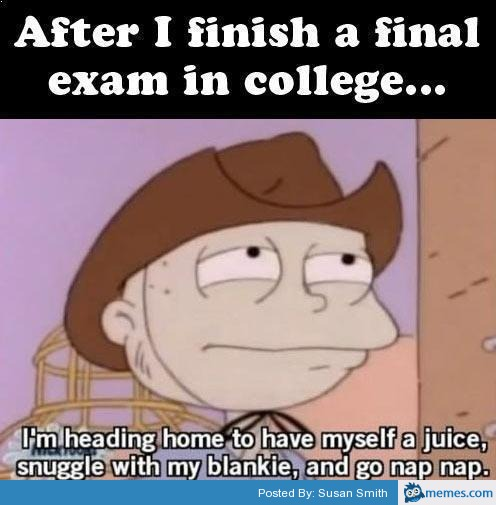 After I finish a final
exam in college...
I'm heading home to have myself a juice,
snuggle with my blankie, and go nap nap.
Posted By: Susan Smith
memes.com